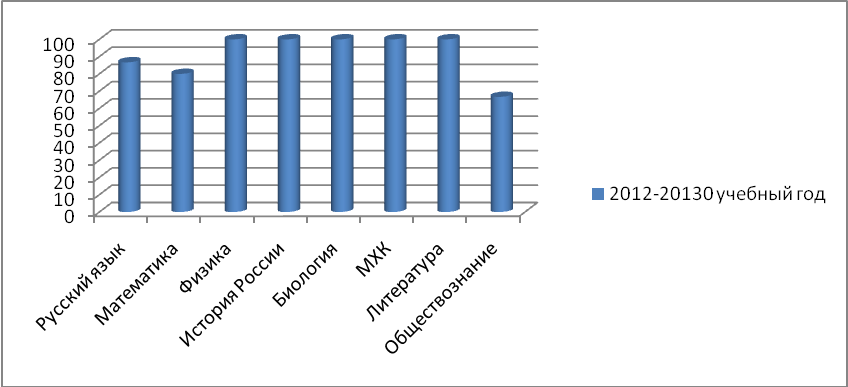 100
90
80
70
60
50
40
30
20
10
0
Русский язык
Математика
Физика
История России
Биология
МХК
Литература
Обществознание
2012-20130 учебный год